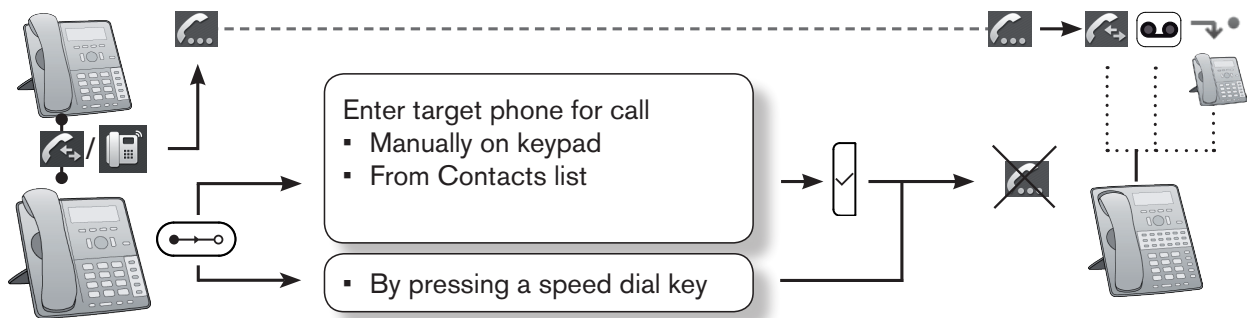 Enter target phone for call
▪ Manually on keypad
▪ From Contacts list
/
▪ By pressing a speed dial key